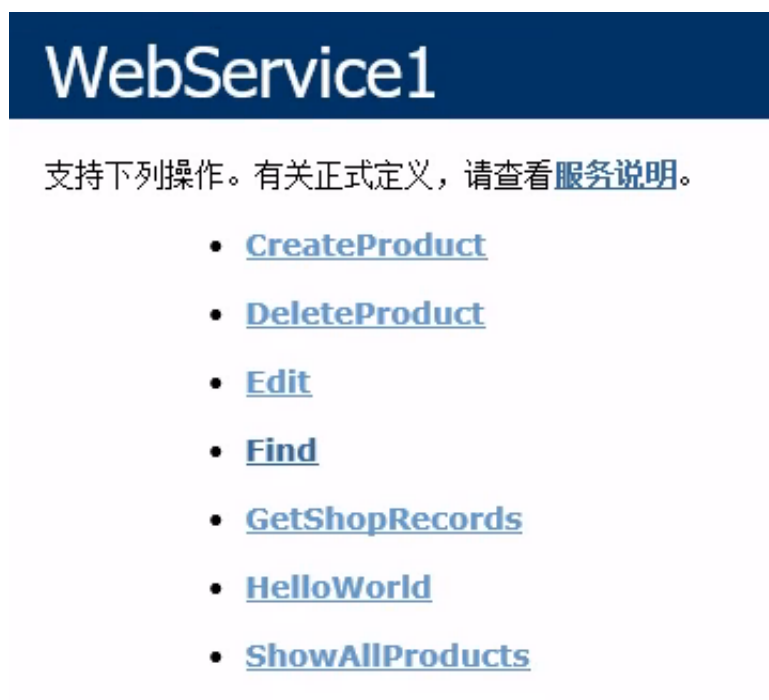 WebService1
支持下列操作。有关正式定义，请查看服务说明。
CreateProduct
DeleteProduct
Edit
Find
GetShopRecords
HelloWorld
ShowAllProducts